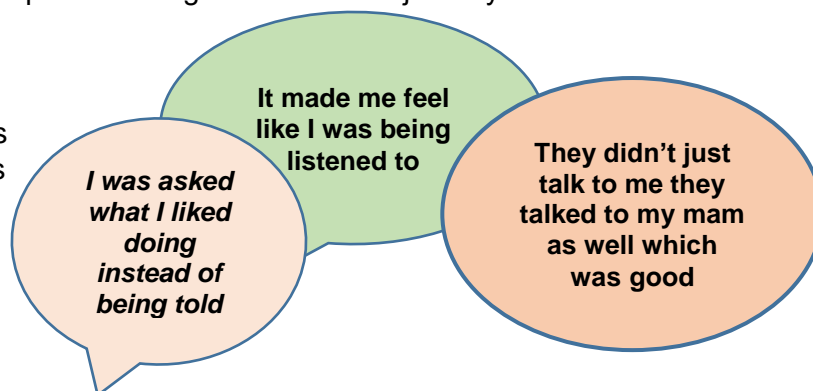 It made me feel
like I was being
listened to
I was asked
what I liked
doing
instead of
being told
They didn’t just
talk to me they
talked to my mam
as well which
was good